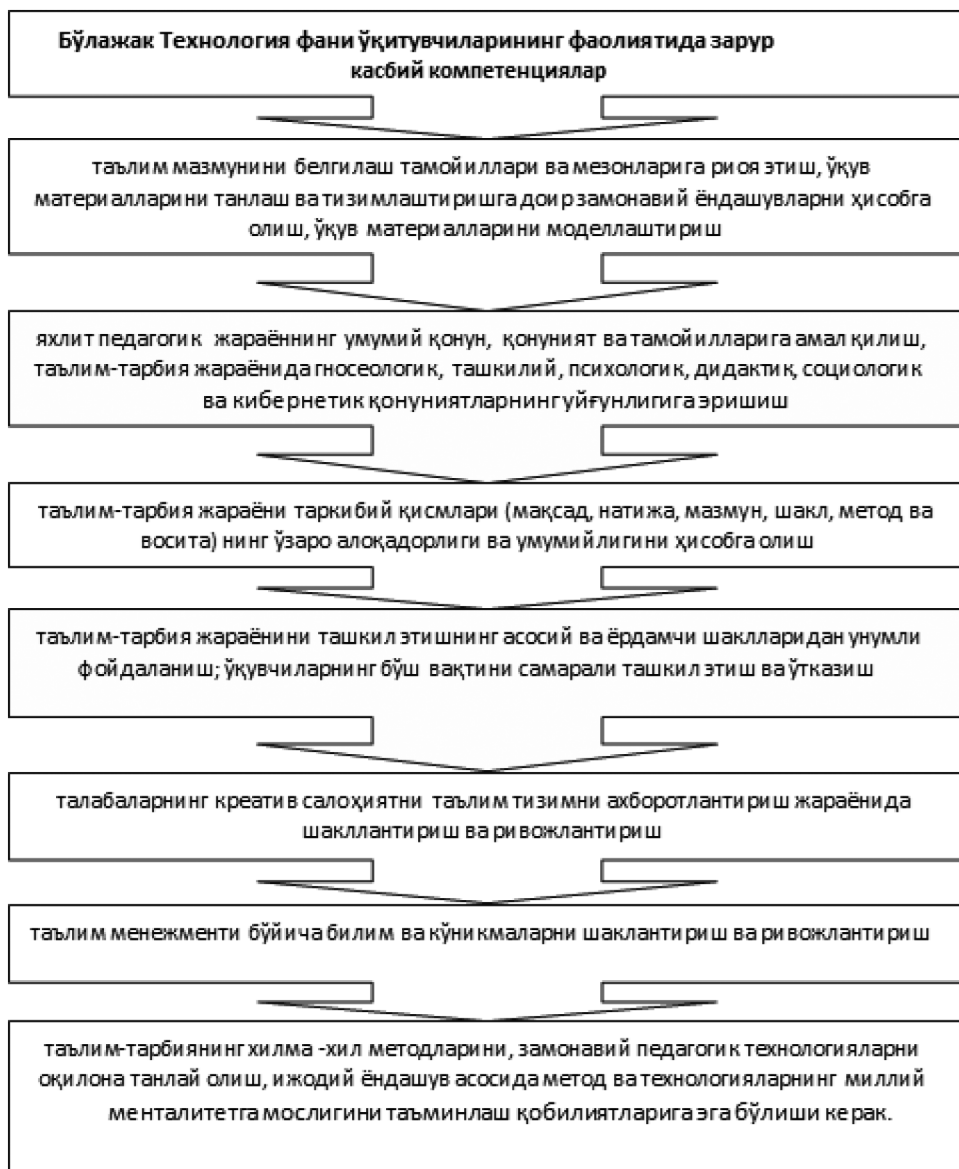 Бўлажак Технология фани ўқитувчиларининг фаолиятида зарур
касбий компетенциялар
таълим мазмунини белгилаш тамойиллари ва мезонларига риоя этиш, ўқув
материалларини танлаш ва тизимлаштиришга доир замонавий ёндашувларни ҳисобга
олиш, ўқув материалларини моделлаштириш
яхлит педагогик жараённинг умумий қонун, қонуният ва тамойилларига амал қилиш,
таълим-тарбия жараёнида гносеологик, ташкилий, психологик, дидактик, социологик
ва кибернетик қонуниятларнинг уйғунлигига эришиш
таълим-тарбия жараёни таркибий қисмлари (мақсад, натижа, мазмун, шакл, метод ва
восита) нинг ўзаро алоқадорлиги ва умумийлигини ҳисобга олиш
таълим-тарбия жараёнини ташкил этишнинг асосий ва ёрдамчи шаклларидан унумли
фойдаланиш; ўқувчиларнинг бўш вақтини самарали ташкил этиш ва ўтказиш
талабаларнинг креатив салоҳиятни таълим тизимни ахборотлантириш жараёнида
шакллантириш ва ривожлантириш
таълим менежменти бўйича билим ва кўникмаларни шаклантириш ва ривожлантириш
таълим-тарбиянинг хилма -хил методларини, замонавий педагогик технологияларни
оқилона танлай олиш, ижодий ёндашув асосида метод ва технологияларнинг миллий
менталитетга мослигини таъминлаш қобилиятларига эга бўлиши керак.